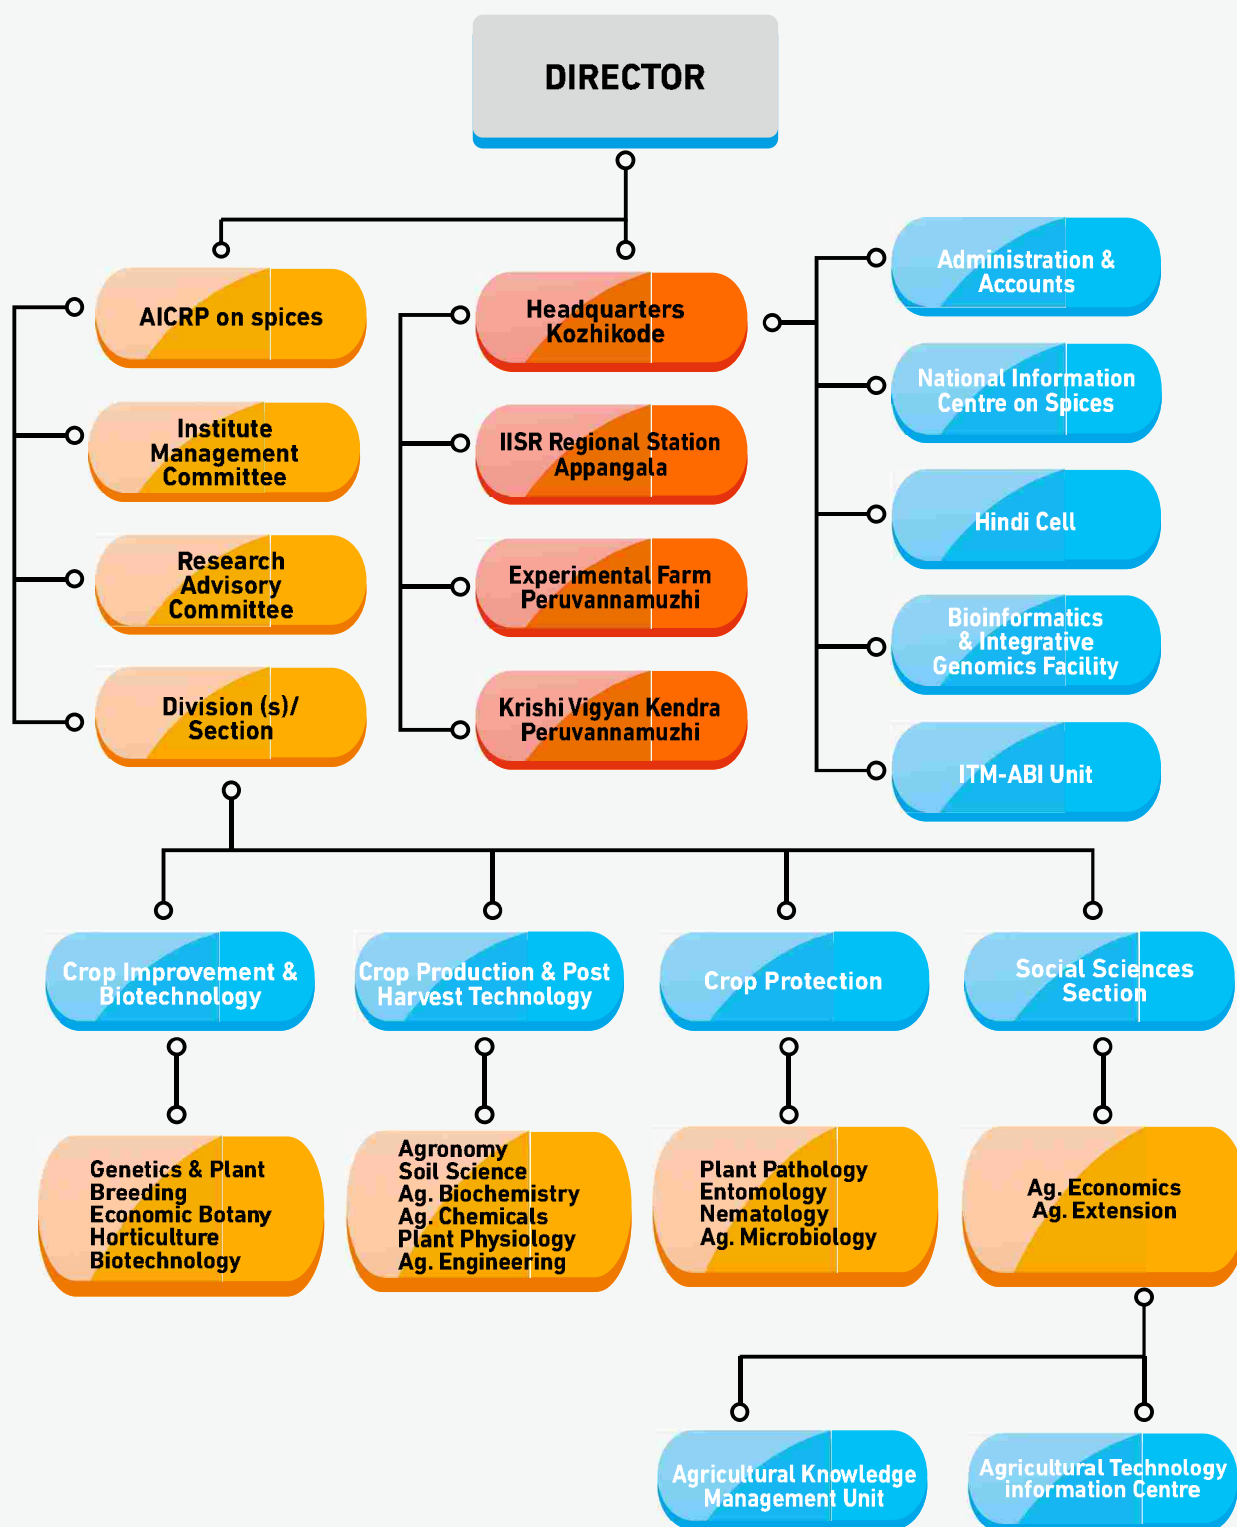 DIRECTOR
AICRP on spices
Institute
Management
Committee
Research
Advisory
Committee
Division (s)/
Section
Headquarters
Kozhikode
IISR Regional Station
Appangala
Experimental Farm
Peruvannamuzhi
Krishi Vigyan Kendra
Peruvannamuzhi
Administration &
Accounts
National Information
Centre on Spices
Hindi Cell
Bioinformatics
& Integrative
Genomics Facility
ITM-ABI Unit
Crop Improvement &
Biotechnology
Crop Production & Post
Harvest Technology
Crop Protection
Social Sciences
Section
Genetics & Plant
Breeding
Economic Botany
Horticulture
Biotechnology
Agronomy
Soil Science
Ag. Biochemistry
Ag. Chemicals
Plant Physiology
Ag. Engineering
Plant Pathology
Entomology
Nematology
Ag. Microbiology
Ag. Economics
Ag. Extension
Agricultural Knowledge
Management Unit
Agricultural Technology
information Centre